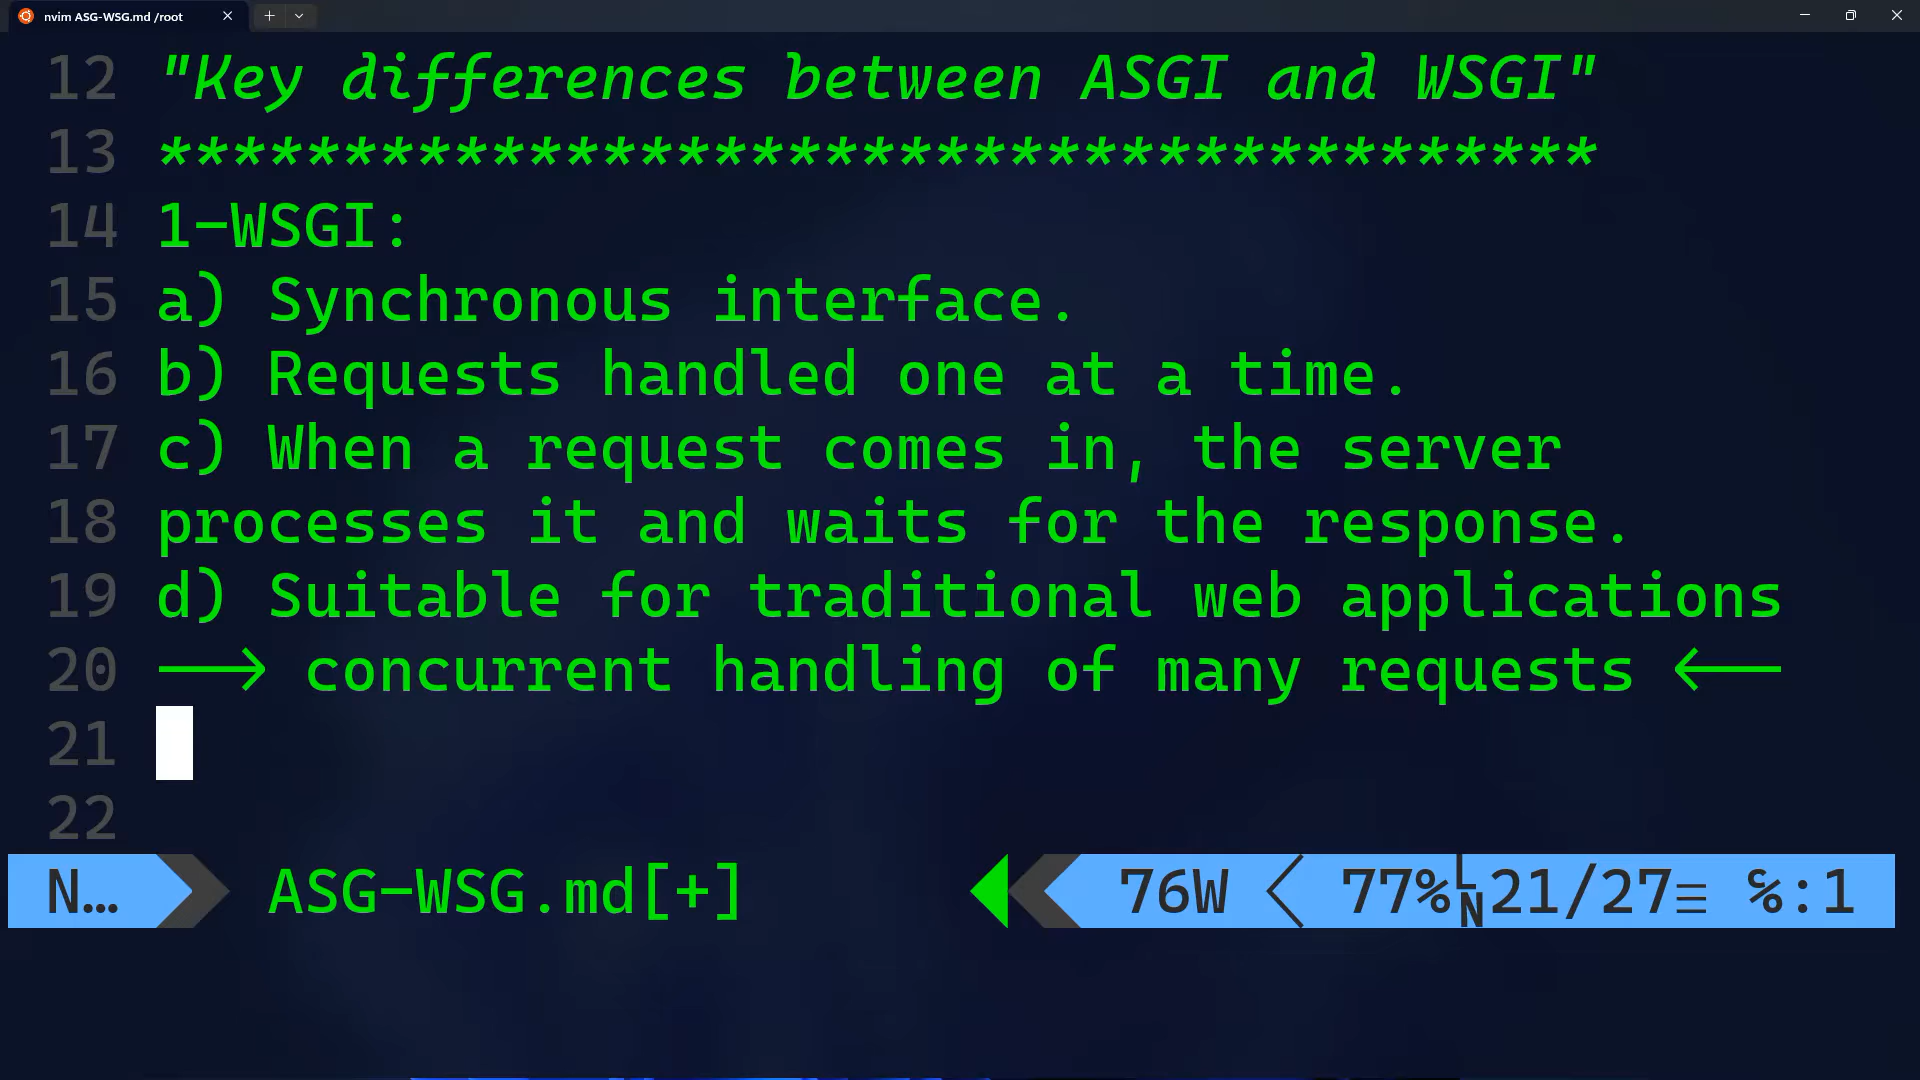 nvim ASG-WSG.md /root
12 "Key differences between ASGI and WSGI"
13 ***************************************
14 1-WSGI:
15 a) Synchronous interface.
16 b) Requests handled one at a time.
17 c) When a request comes in, the server
18 processes it and waits for the response.
19 d) Suitable for traditional web applications
20 ---> concurrent handling of many requests <---
21
22
N... ASG-WSG.md[+] 76W 77% LN 21/27≡ ℅:1